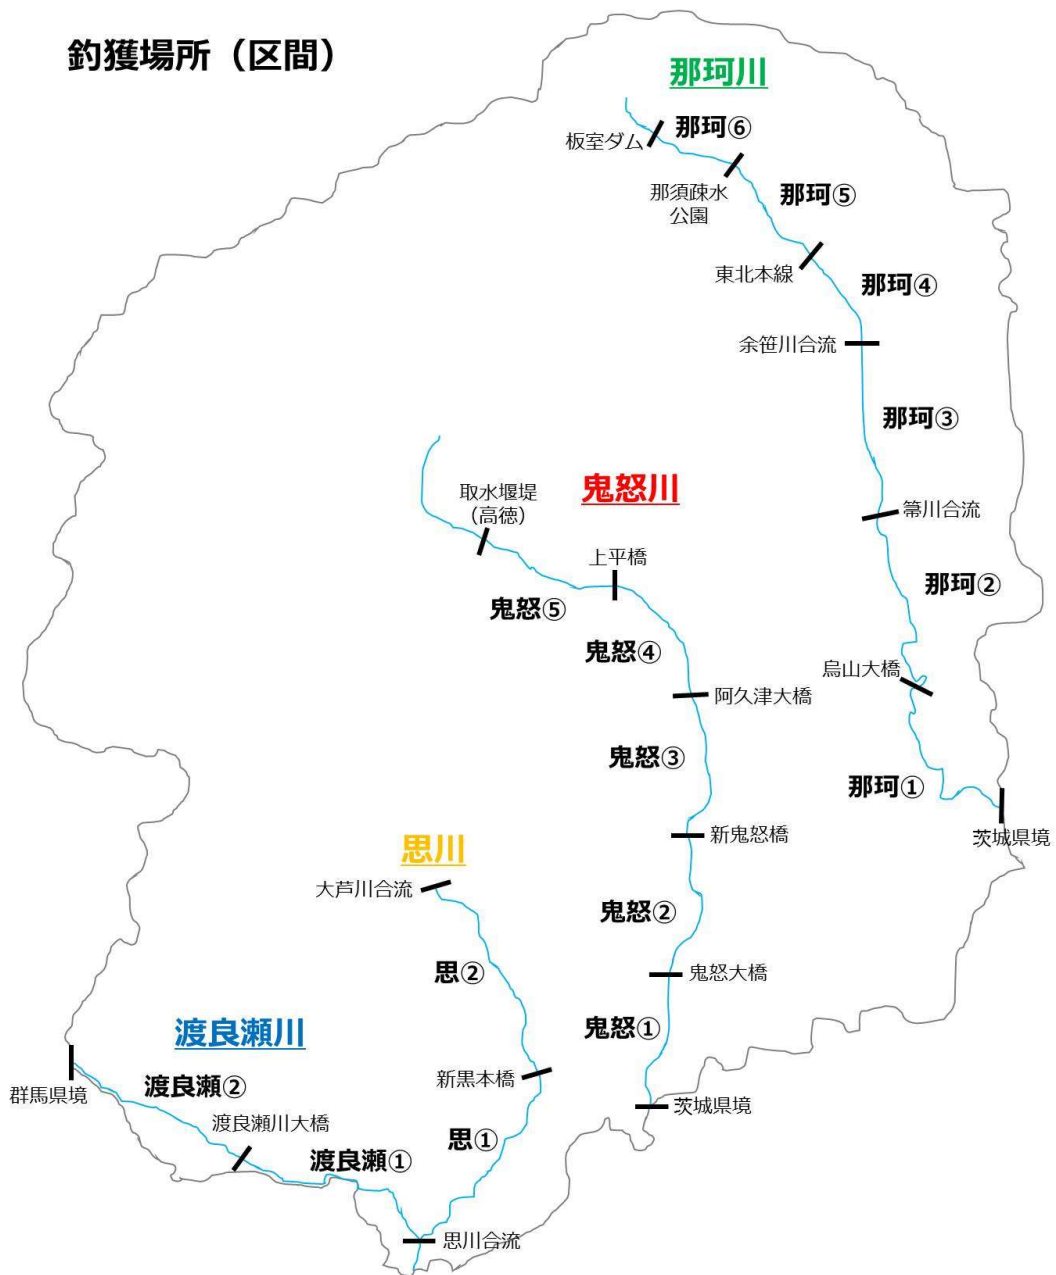 釣獲場所（区間）
那珂川
那珂⑥
板室ダム
那須疎水
公園
那珂⑤
東北本線
那珂④
余笹川合流
那珂③
箒川合流
那珂②
烏山大橋
那珂①
茨城県境
鬼怒川
取水堰堤
（高徳）
上平橋
鬼怒⑤
鬼怒④
阿久津大橋
鬼怒③
新鬼怒橋
鬼怒②
鬼怒大橋
鬼怒①
茨城県境
思川
大芦川合流
思②
新黒本橋
思①
思川合流
渡良瀬川
群馬県境
渡良瀬②
渡良瀬川大橋
渡良瀬①